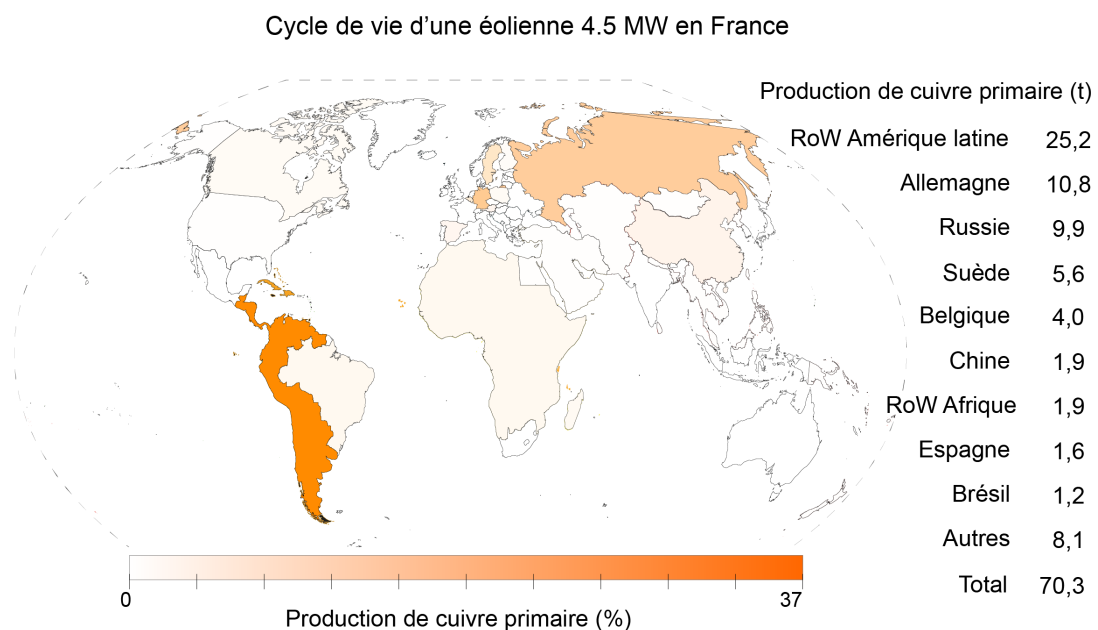 Cycle de vie d’une éolienne 4.5 MW en France
Production de cuivre primaire (t)
RoW Amérique latine 25,2
Allemagne 10,8
Russie 9,9
Suède 5,6
Belgique 4,0
Chine 1,9
RoW Afrique 1,9
Espagne 1,6
Brésil 1,2
Autres 8,1
Total 70,3
0 37
Production de cuivre primaire (%)